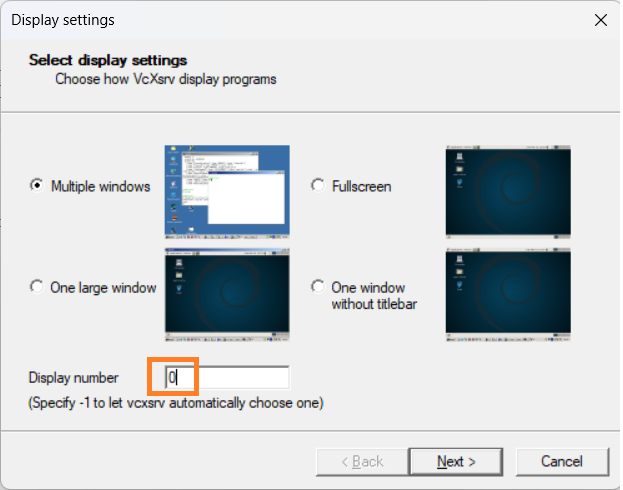 Display settings
Select display settings
Choose how VcXsrv display programs
Multiple windows
Fullscreen
One large window
One window
without titlebar
Display number 0
(Specify -1 to let vcxsrv automatically choose one)
< Back Next > Cancel